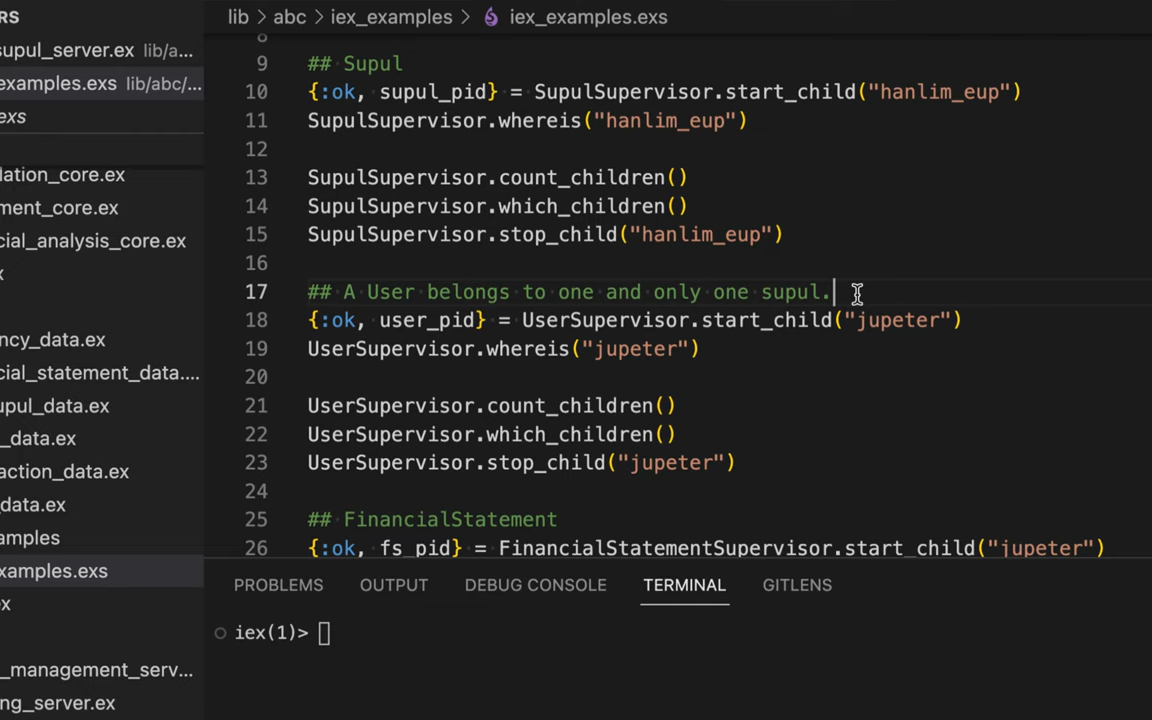 RS
supul_server.ex lib/a...
examples.exs lib/abc/...
exs
lation_core.ex
ment_core.ex
cial_analysis_core.ex
x
ncy_data.ex
cial_statement_data....
upul_data.ex
_data.ex
action_data.ex
data.ex
amples
xamples.exs
ex
_management_serv...
ng_server.ex
lib > abc > iex_examples > iex_examples.exs
8
9 ## Supul
10 {:ok, supul_pid} = SupulSupervisor.start_child("hanlim_eup")
11 SupulSupervisor.whereis("hanlim_eup")
12
13 SupulSupervisor.count_children()
14 SupulSupervisor.which_children()
15 SupulSupervisor.stop_child("hanlim_eup")
16
17 ## A User belongs to one and only one supul.
18 {:ok, user_pid} = UserSupervisor.start_child("jupeter")
19 UserSupervisor.whereis("jupeter")
20
21 UserSupervisor.count_children()
22 UserSupervisor.which_children()
23 UserSupervisor.stop_child("jupeter")
24
25 ## FinancialStatement
26 {:ok, fs_pid} = FinancialStatementSupervisor.start_child("jupeter")
PROBLEMS OUTPUT DEBUG CONSOLE TERMINAL GITLENS
iex(1)>